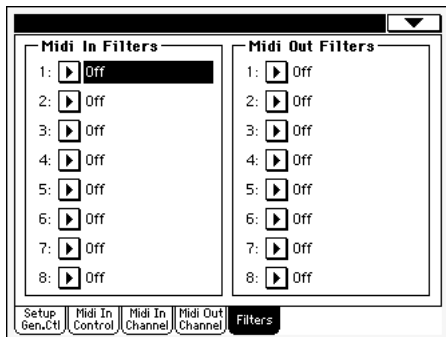 Midi In Filters
1: Off
2: Off
3: Off
4: Off
5: Off
6: Off
7: Off
8: Off
Midi Out Filters
1: Off
2: Off
3: Off
4: Off
5: Off
6: Off
7: Off
8: Off
Setup Gen.Ctl
Midi In Control
Midi In Channel
Midi Out Channel
Filters